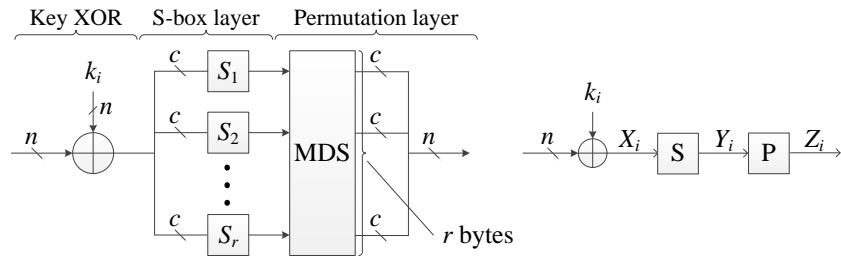 Key XOR S-box layer Permutation layer
k_i
n
n
c
S_1
c
c
S_2
MDS
c
n
c
S_r
c
r bytes
k_i
n
X_i
S
Y_i
P
Z_i